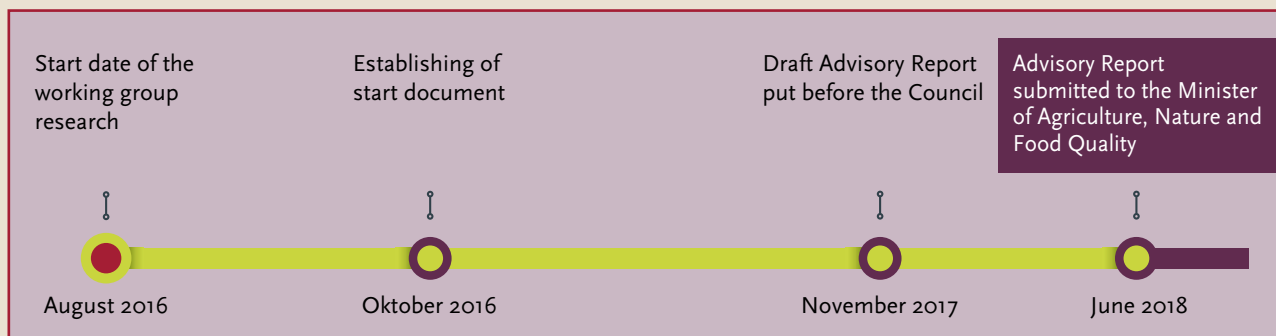 Start date of the
working group
research
Establishing of
start document
Draft Advisory Report
put before the Council
Advisory Report
submitted to the Minister
of Agriculture, Nature and
Food Quality
August 2016
Oktober 2016
November 2017
June 2018